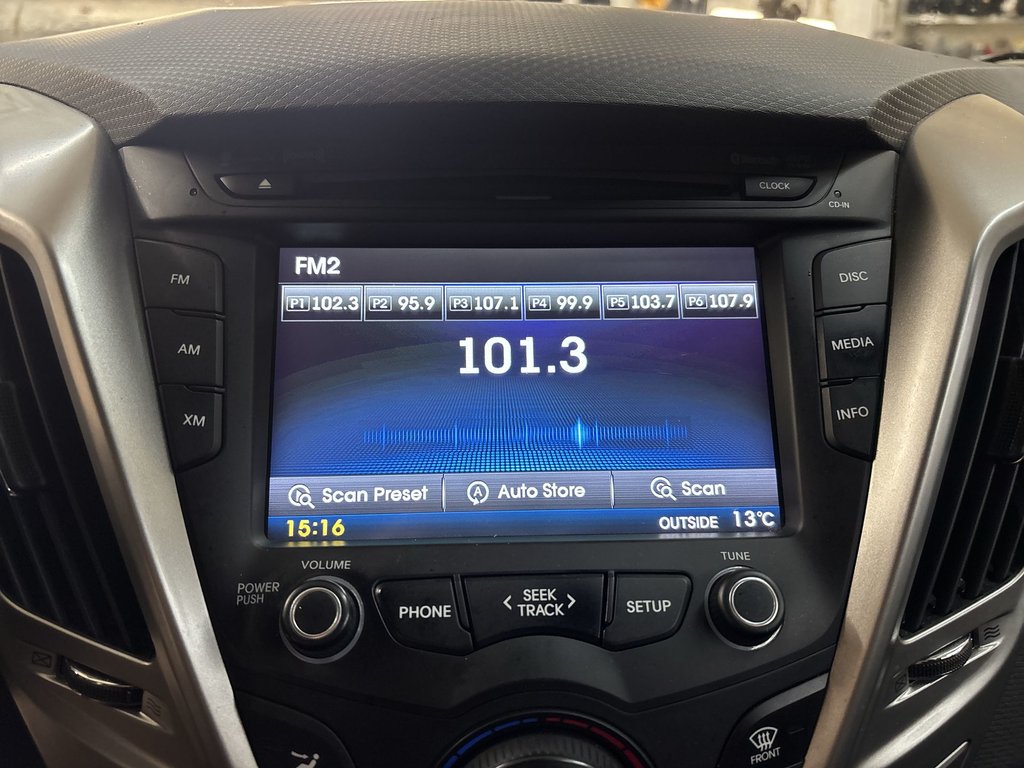 CLOCK
CD-IN
FM
AM
XM
DISC
MEDIA
INFO
FM2
P1 102.3 P2 95.9 P3 107.1 P4 99.9 P5 103.7 P6 107.9
101.3
Scan Preset Auto Store Scan
15:16 OUTSIDE 13°C
VOLUME
POWER
PUSH
PHONE
< SEEK >
TRACK
SETUP
TUNE
FRONT